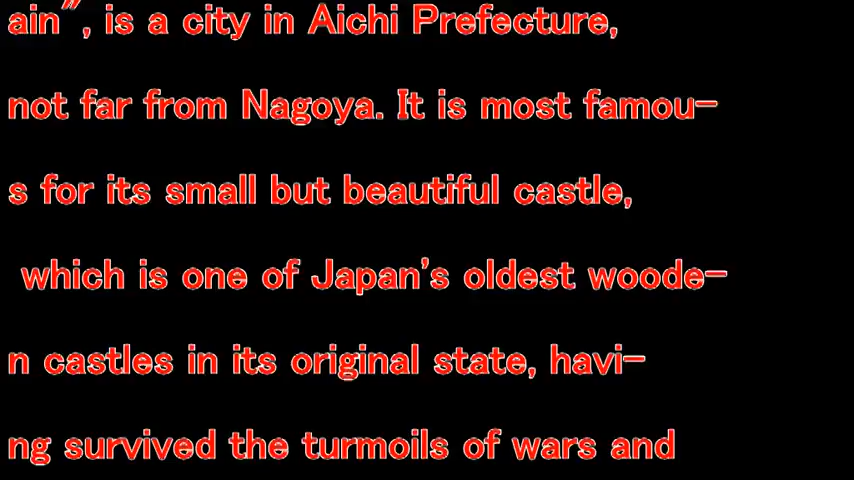 ain”, is a city in Aichi Prefecture,
not far from Nagoya. It is most famou-
s for its small but beautiful castle,
which is one of Japan's oldest woode-
n castles in its original state, havi-
ng survived the turmoils of wars and